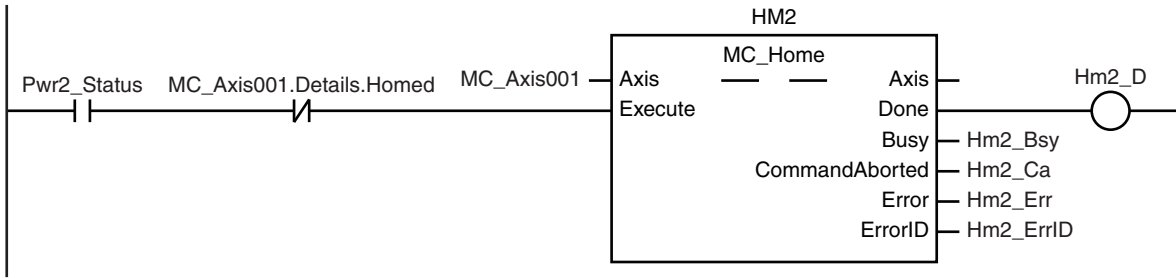 HM2
MC_Home
Pwr2_Status MC_Axis001.Details.Homed MC_Axis001 Axis Axis Hm2_D
Execute Done
Busy Hm2_Bsy
CommandAborted Hm2_Ca
Error Hm2_Err
ErrorID Hm2_ErrID